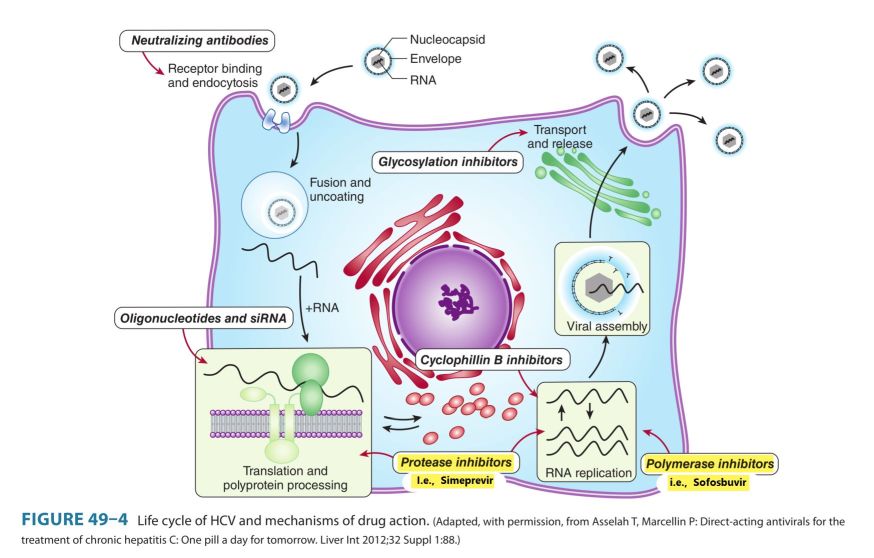 Neutralizing antibodies
Receptor binding
and endocytosis
Nucleocapsid
Envelope
RNA
Transport
and release
Glycosylation inhibitors
Fusion and
uncoating
+RNA
Oligonucleotides and siRNA
Viral assembly
Cyclophillin B inhibitors
Translation and
polyprotein processing
Protease inhibitors
I.e., Simeprevir
RNA replication
Polymerase inhibitors
i.e., Sofosbuvir
FIGURE 49–4 Life cycle of HCV and mechanisms of drug action. (Adapted, with permission, from Asselah T, Marcellin P: Direct-acting antivirals for the
treatment of chronic hepatitis C: One pill a day for tomorrow. Liver Int 2012;32 Suppl 1:88.)